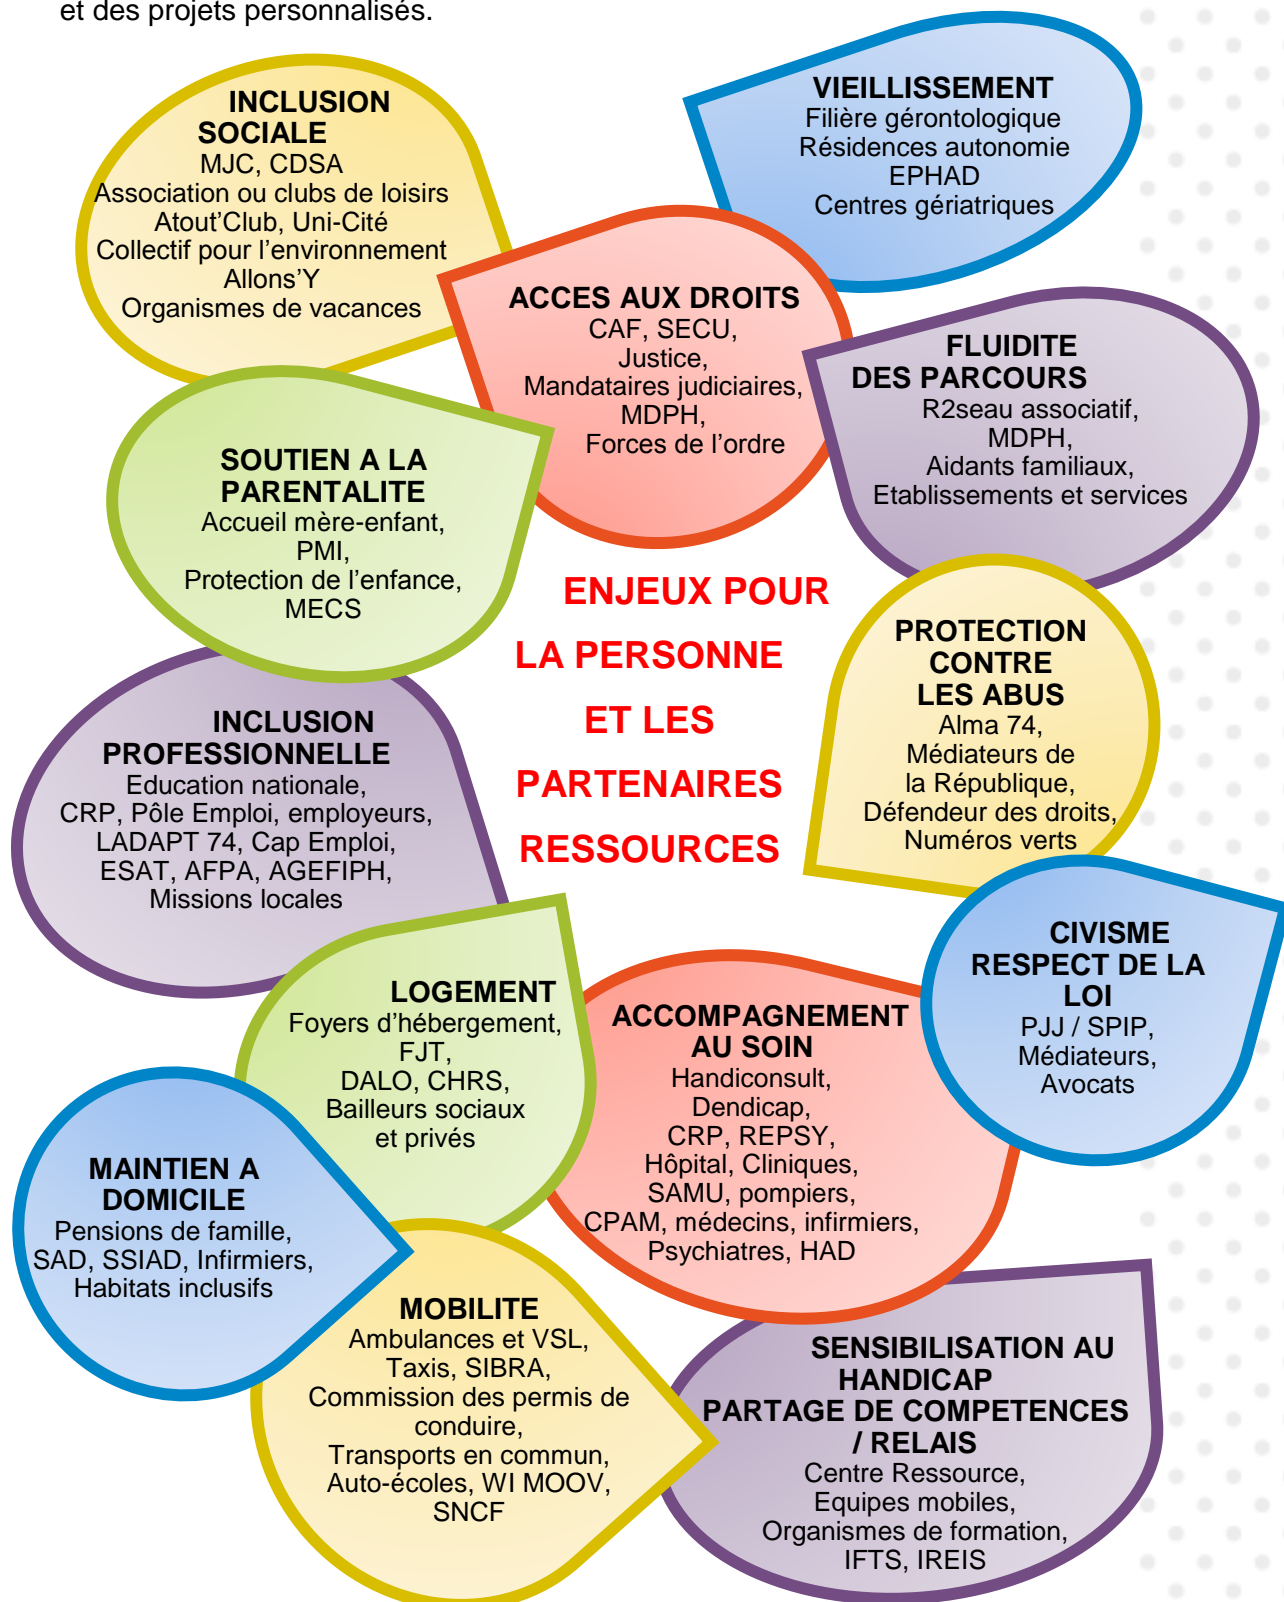 et des projets personnalisés.
INCLUSION
SOCIALE
MJC, CDSA
Association ou clubs de loisirs
Atout’Club, Uni-Cité
Collectif pour l’environnement
Allons’Y
Organismes de vacances
VIEILLISSEMENT
Filière gérontologique
Résidences autonomie
EPHAD
Centres gériatriques
ACCES AUX DROITS
CAF, SECU,
Justice,
Mandataires judiciaires,
MDPH,
Forces de l’ordre
FLUIDITE
DES PARCOURS
R2seau associatif,
MDPH,
Aidants familiaux,
Etablissements et services
SOUTIEN A LA
PARENTALITE
Accueil mère-enfant,
PMI,
Protection de l’enfance,
MECS
ENJEUX POUR
LA PERSONNE
ET LES
PARTENAIRES
RESSOURCES
PROTECTION
CONTRE
LES ABUS
Alma 74,
Médiateurs de
la République,
Défendeur des droits,
Numéros verts
INCLUSION
PROFESSIONNELLE
Education nationale,
CRP, Pôle Emploi, employeurs,
LADAPT 74, Cap Emploi,
ESAT, AFPA, AGEFIPH,
Missions locales
CIVISME
RESPECT DE LA
LOI
PJJ / SPIP,
Médiateurs,
Avocats
LOGEMENT
Foyers d’hébergement,
FJT,
DALO, CHRS,
Bailleurs sociaux
et privés
ACCOMPAGNEMENT
AU SOIN
Handiconsult,
Dendicap,
CRP, REPSY,
Hôpital, Cliniques,
SAMU, pompiers,
CPAM, médecins, infirmiers,
Psychiatres, HAD
MAINTIEN A
DOMICILE
Pensions de famille,
SAD, SSIAD, Infirmiers,
Habitats inclusifs
MOBILITE
Ambulances et VSL,
Taxis, SIBRA,
Commission des permis de
conduire,
Transports en commun,
Auto-écoles, WI MOOV,
SNCF
SENSIBILISATION AU
HANDICAP
PARTAGE DE COMPETENCES
/ RELAIS
Centre Ressource,
Equipes mobiles,
Organismes de formation,
IFTS, IREIS